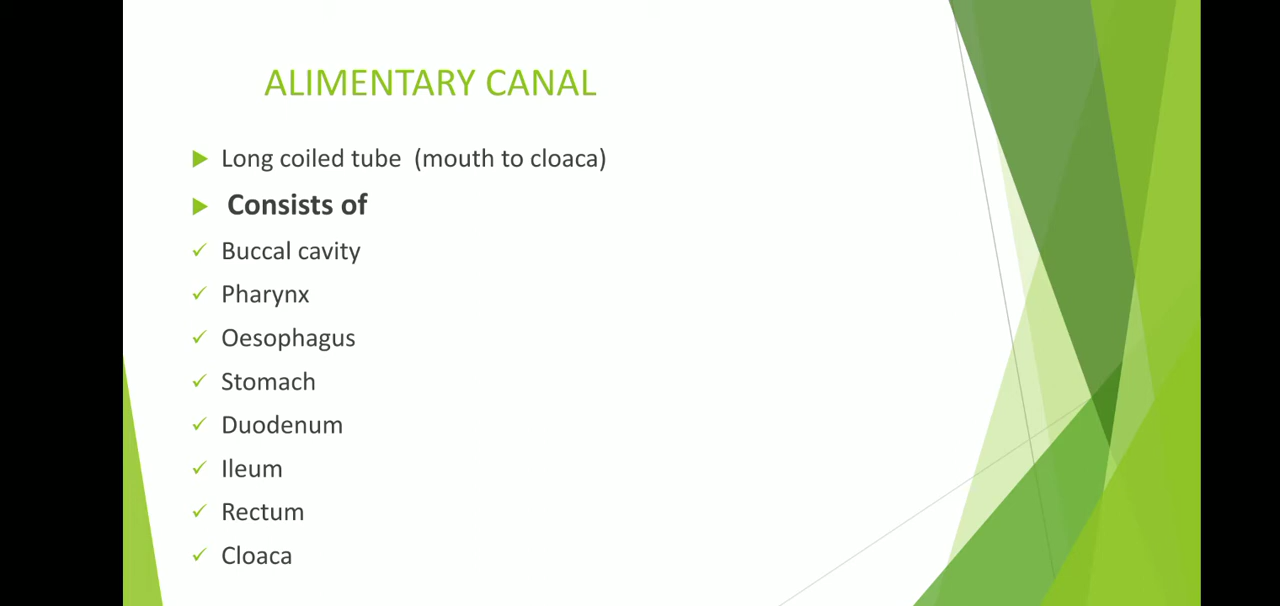 ALIMENTARY CANAL
Long coiled tube (mouth to cloaca)
Consists of
Buccal cavity
Pharynx
Oesophagus
Stomach
Duodenum
Ileum
Rectum
Cloaca